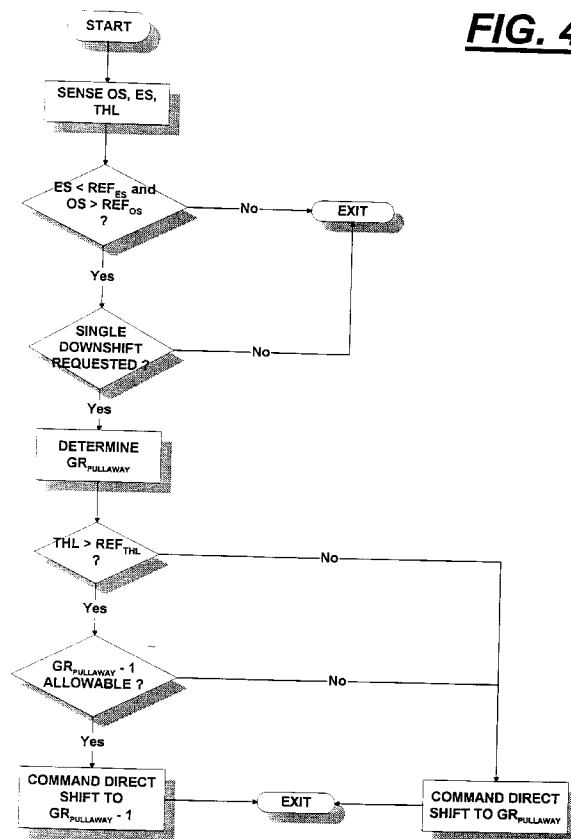 FIG. 4
START
SENSE OS, ES,
THL
ES < REF_ES and
OS > REF_OS
?
No
EXIT
Yes
SINGLE
DOWNSHIFT
REQUESTED ?
No
Yes
DETERMINE
GR_PULLAWAY
THL > REF_THL
?
No
Yes
GR_PULLAWAY - 1
ALLOWABLE ?
No
Yes
COMMAND DIRECT
SHIFT TO
GR_PULLAWAY - 1
EXIT
COMMAND DIRECT
SHIFT TO GR_PULLAWAY